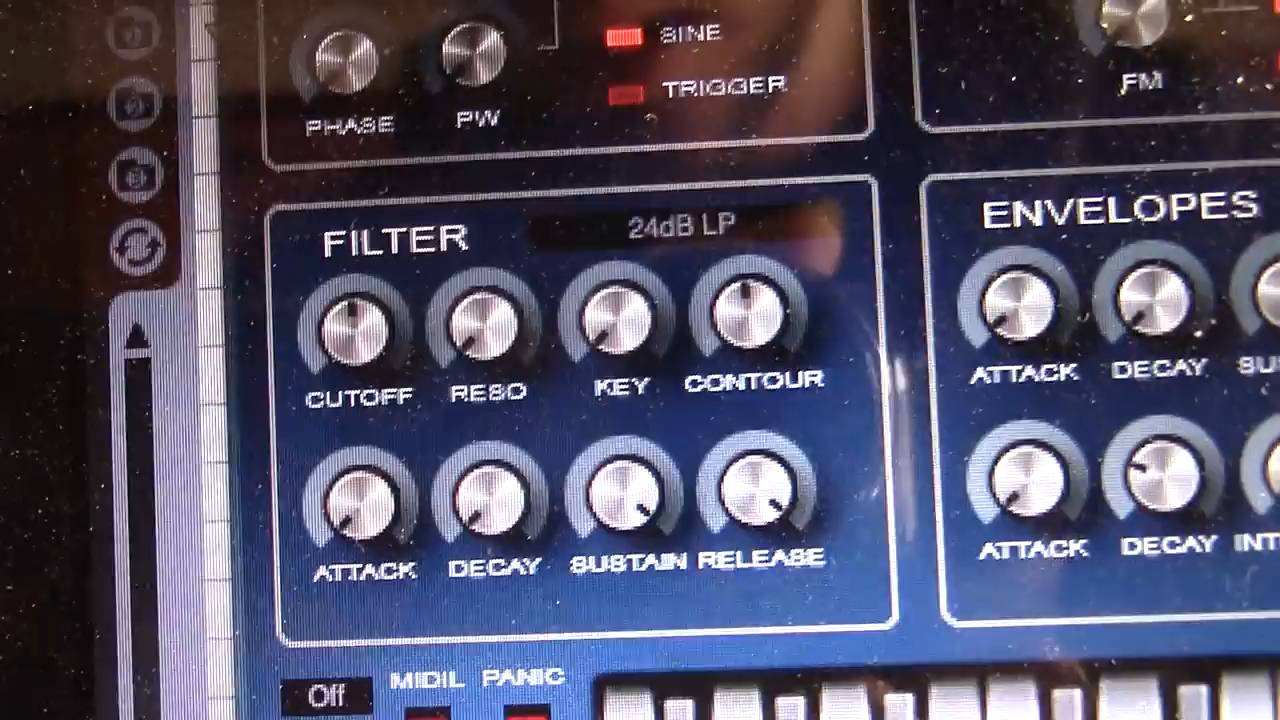 SINE
TRIGGER
PHASE PW
FM
FILTER 24dB LP
ENVELOPES
CUTOFF RESO KEY CONTOUR
ATTACK DECAY
ATTACK DECAY SUSTAIN RELEASE
ATTACK DECAY INT
Off MIDIL PANIC